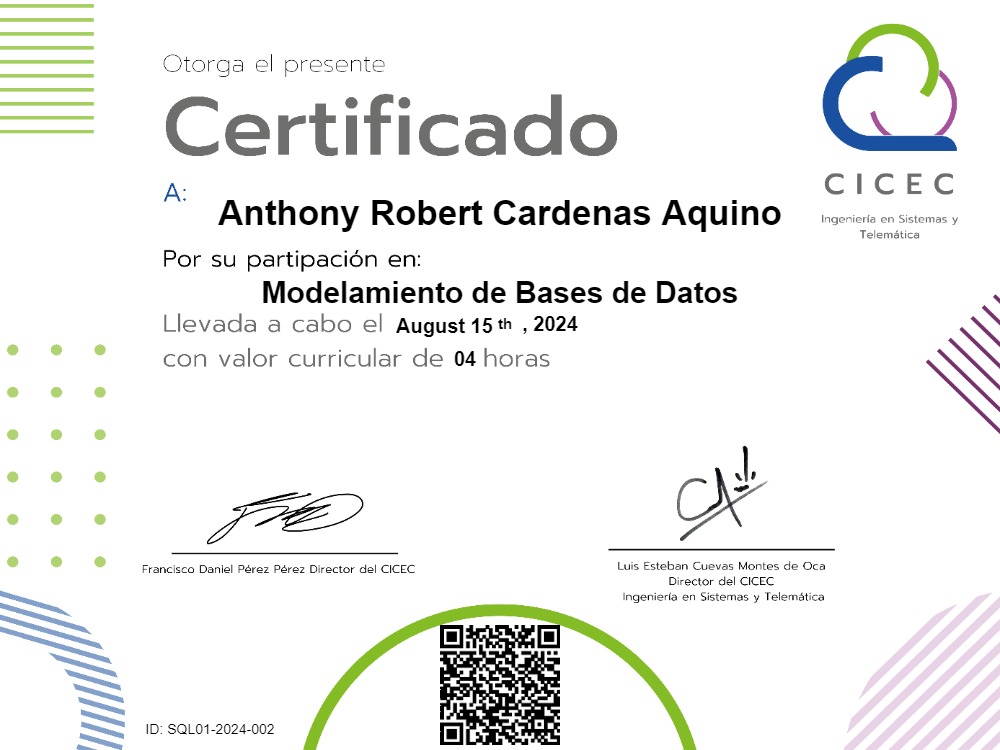 Otorga el presente
Certificado
A:
Anthony Robert Cardenas Aquino
Por su partipación en:
Modelamiento de Bases de Datos
Llevada a cabo el August 15 th , 2024
con valor curricular de 04 horas
CICEC
Ingeniería en Sistemas y
Telemática
Francisco Daniel Pérez Pérez Director del CICEC
Luis Esteban Cuevas Montes de Oca
Director del CICEC
Ingeniería en Sistemas y Telemática
ID: SQL01-2024-002